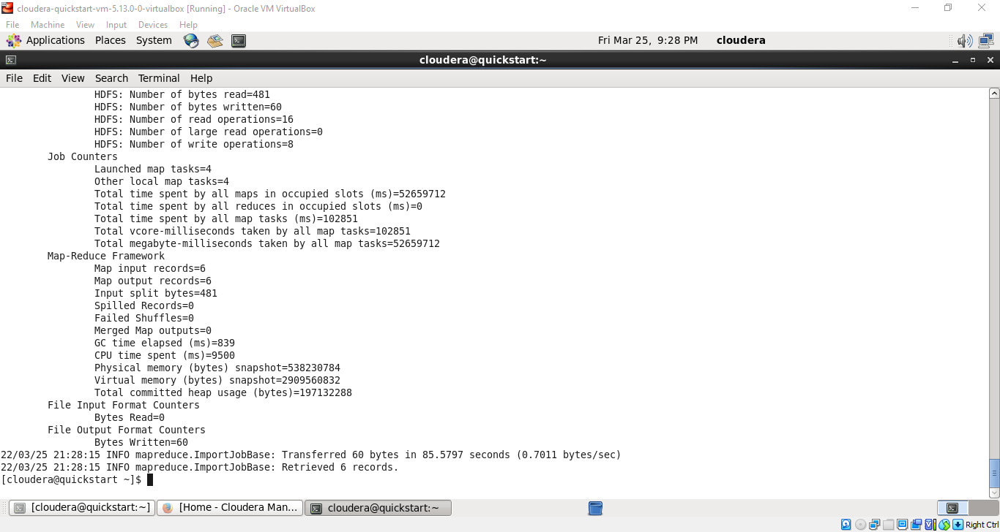 cloudera-quickstart-vm-5.13.0-0-virtualbox [Running] - Oracle VM VirtualBox
File Machine View Input Devices Help
Applications Places System Fri Mar 25, 9:28 PM cloudera
cloudera@quickstart:~
File Edit View Search Terminal Help
HDFS: Number of bytes read=481
HDFS: Number of bytes written=60
HDFS: Number of read operations=16
HDFS: Number of large read operations=0
HDFS: Number of write operations=8
Job Counters
Launched map tasks=4
Other local map tasks=4
Total time spent by all maps in occupied slots (ms)=52659712
Total time spent by all reduces in occupied slots (ms)=0
Total time spent by all map tasks (ms)=102851
Total vcore-milliseconds taken by all map tasks=102851
Total megabyte-milliseconds taken by all map tasks=52659712
Map-Reduce Framework
Map input records=6
Map output records=6
Input split bytes=481
Spilled Records=0
Failed Shuffles=0
Merged Map outputs=0
GC time elapsed (ms)=839
CPU time spent (ms)=9500
Physical memory (bytes) snapshot=538230784
Virtual memory (bytes) snapshot=2909560832
Total committed heap usage (bytes)=197132288
File Input Format Counters
Bytes Read=0
File Output Format Counters
Bytes Written=60
22/03/25 21:28:15 INFO mapreduce.ImportJobBase: Transferred 60 bytes in 85.5797 seconds (0.7011 bytes/sec)
22/03/25 21:28:15 INFO mapreduce.ImportJobBase: Retrieved 6 records.
[cloudera@quickstart ~]$
[cloudera@quickstart:~] [Home - Cloudera Man... cloudera@quickstart:~
Right Ctrl